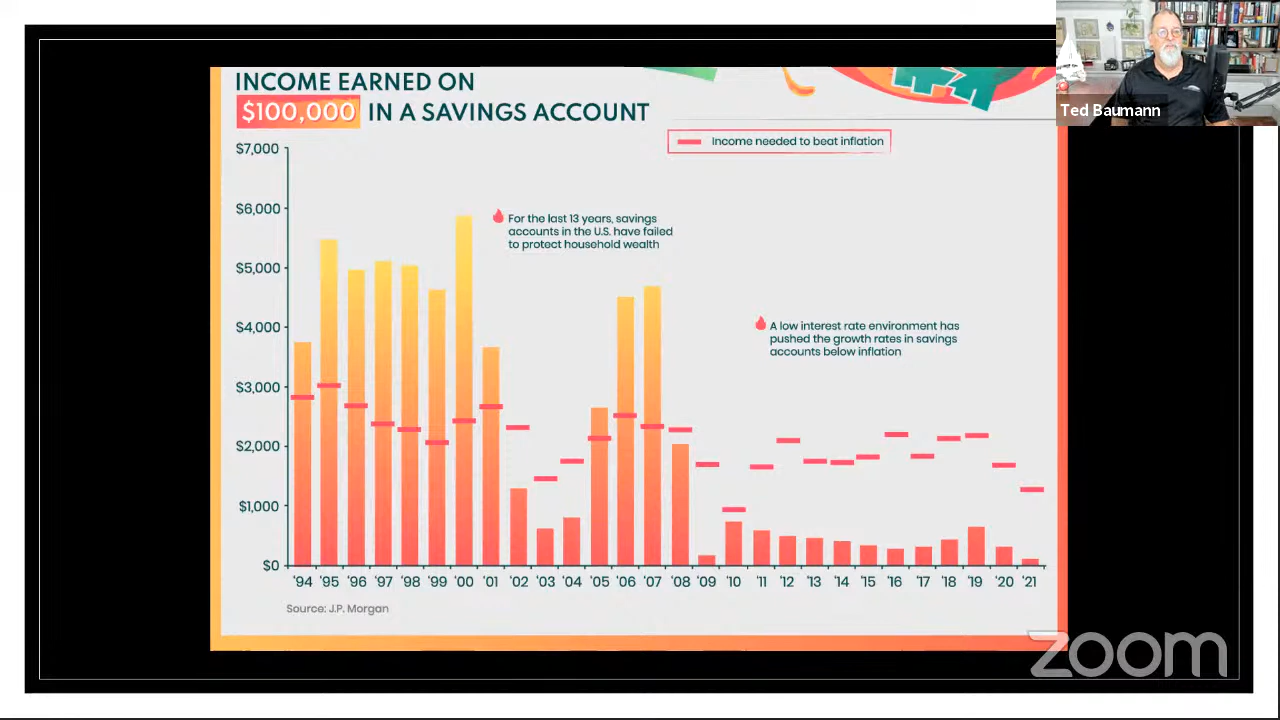 INCOME EARNED ON
$100,000 IN A SAVINGS ACCOUNT
Ted Baumann
Income needed to beat inflation
$7,000
$6,000
$5,000
$4,000
$3,000
$2,000
$1,000
$0
For the last 13 years, savings
accounts in the U.S. have failed
to protect household wealth
A low interest rate environment has
pushed the growth rates in savings
accounts below inflation
'94 '95 '96 '97 '98 '99 '00 '01 '02 '03 '04 '05 '06 '07 '08 '09 '10 '11 '12 '13 '14 '15 '16 '17 '18 '19 '20 '21
Source: J.P. Morgan
zoom